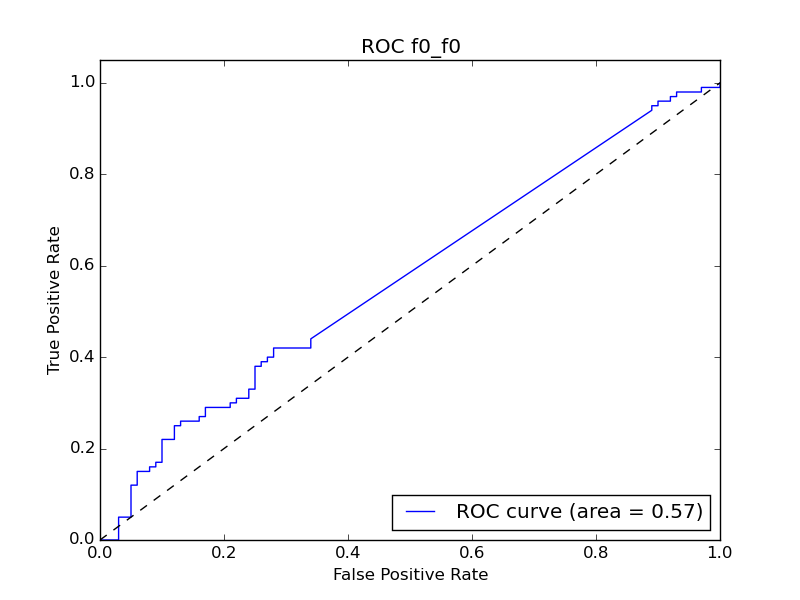 ROC f0_f0
True Positive Rate
1.0
0.8
0.6
0.4
0.2
0.0
ROC curve (area = 0.57)
0.0 0.2 0.4 0.6 0.8 1.0
False Positive Rate